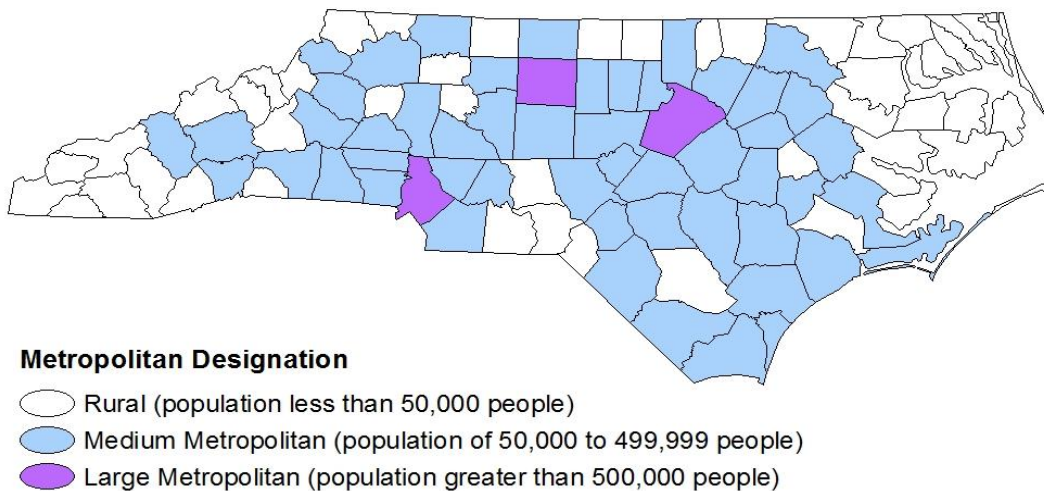 Metropolitan Designation
Rural (population less than 50,000 people)
Medium Metropolitan (population of 50,000 to 499,999 people)
Large Metropolitan (population greater than 500,000 people)